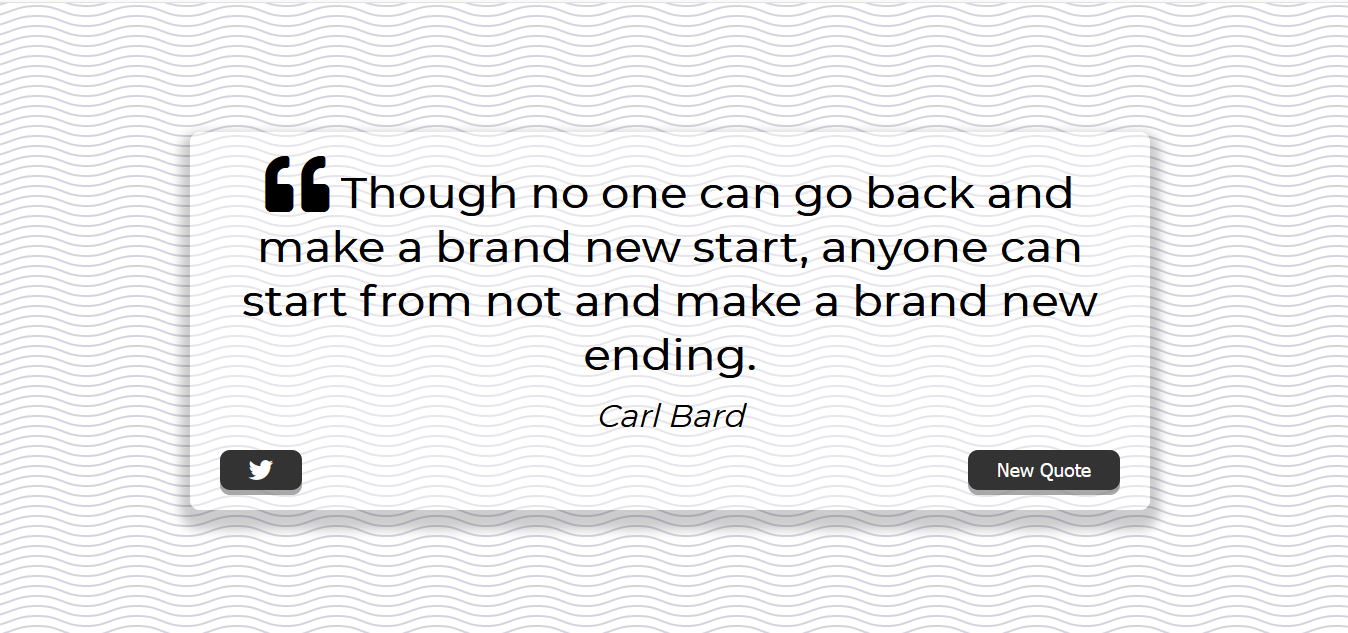 ❝ Though no one can go back and
make a brand new start, anyone can
start from not and make a brand new
ending.
Carl Bard
New Quote